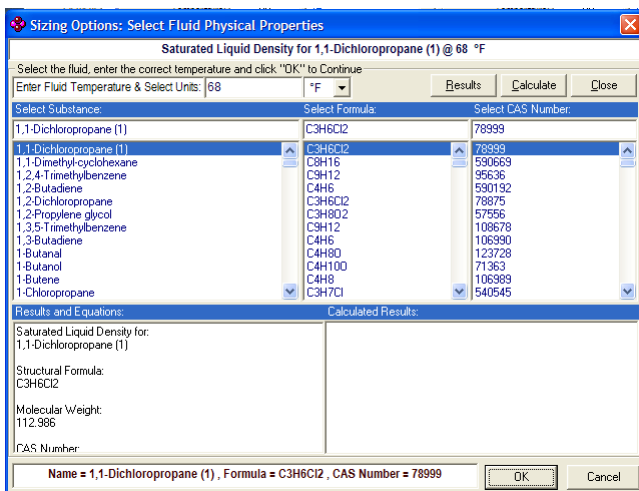 Sizing Options: Select Fluid Physical Properties
Saturated Liquid Density for 1,1-Dichloropropane (1) @ 68 °F
Select the fluid, enter the correct temperature and click "OK" to Continue
Enter Fluid Temperature & Select Units: 68 °F Results Calculate Close
Select Substance: Select Formula: Select CAS Number:
1,1-Dichloropropane (1) C3H6Cl2 78999
1,1-Dichloropropane (1) C3H6Cl2 78999
1,1-Dimethyl-cyclohexane C8H16 590669
1,2,4-Trimethylbenzene C9H12 95636
1,2-Butadiene C4H6 590192
1,2-Dichloropropane C3H6Cl2 78875
1,2-Propylene glycol C3H8O2 57556
1,3,5-Trimethylbenzene C9H12 108678
1,3-Butadiene C4H6 106990
1-Butanal C4H8O 123728
1-Butanol C4H10O 71363
1-Butene C4H8 106989
1-Chloropropane C3H7Cl 540545
Results and Equations: Calculated Results:
Saturated Liquid Density for:
1,1-Dichloropropane (1)
Structural Formula:
C3H6Cl2
Molecular Weight:
112.986
CAS Number:
Name = 1,1-Dichloropropane (1) , Formula = C3H6Cl2 , CAS Number = 78999 OK Cancel